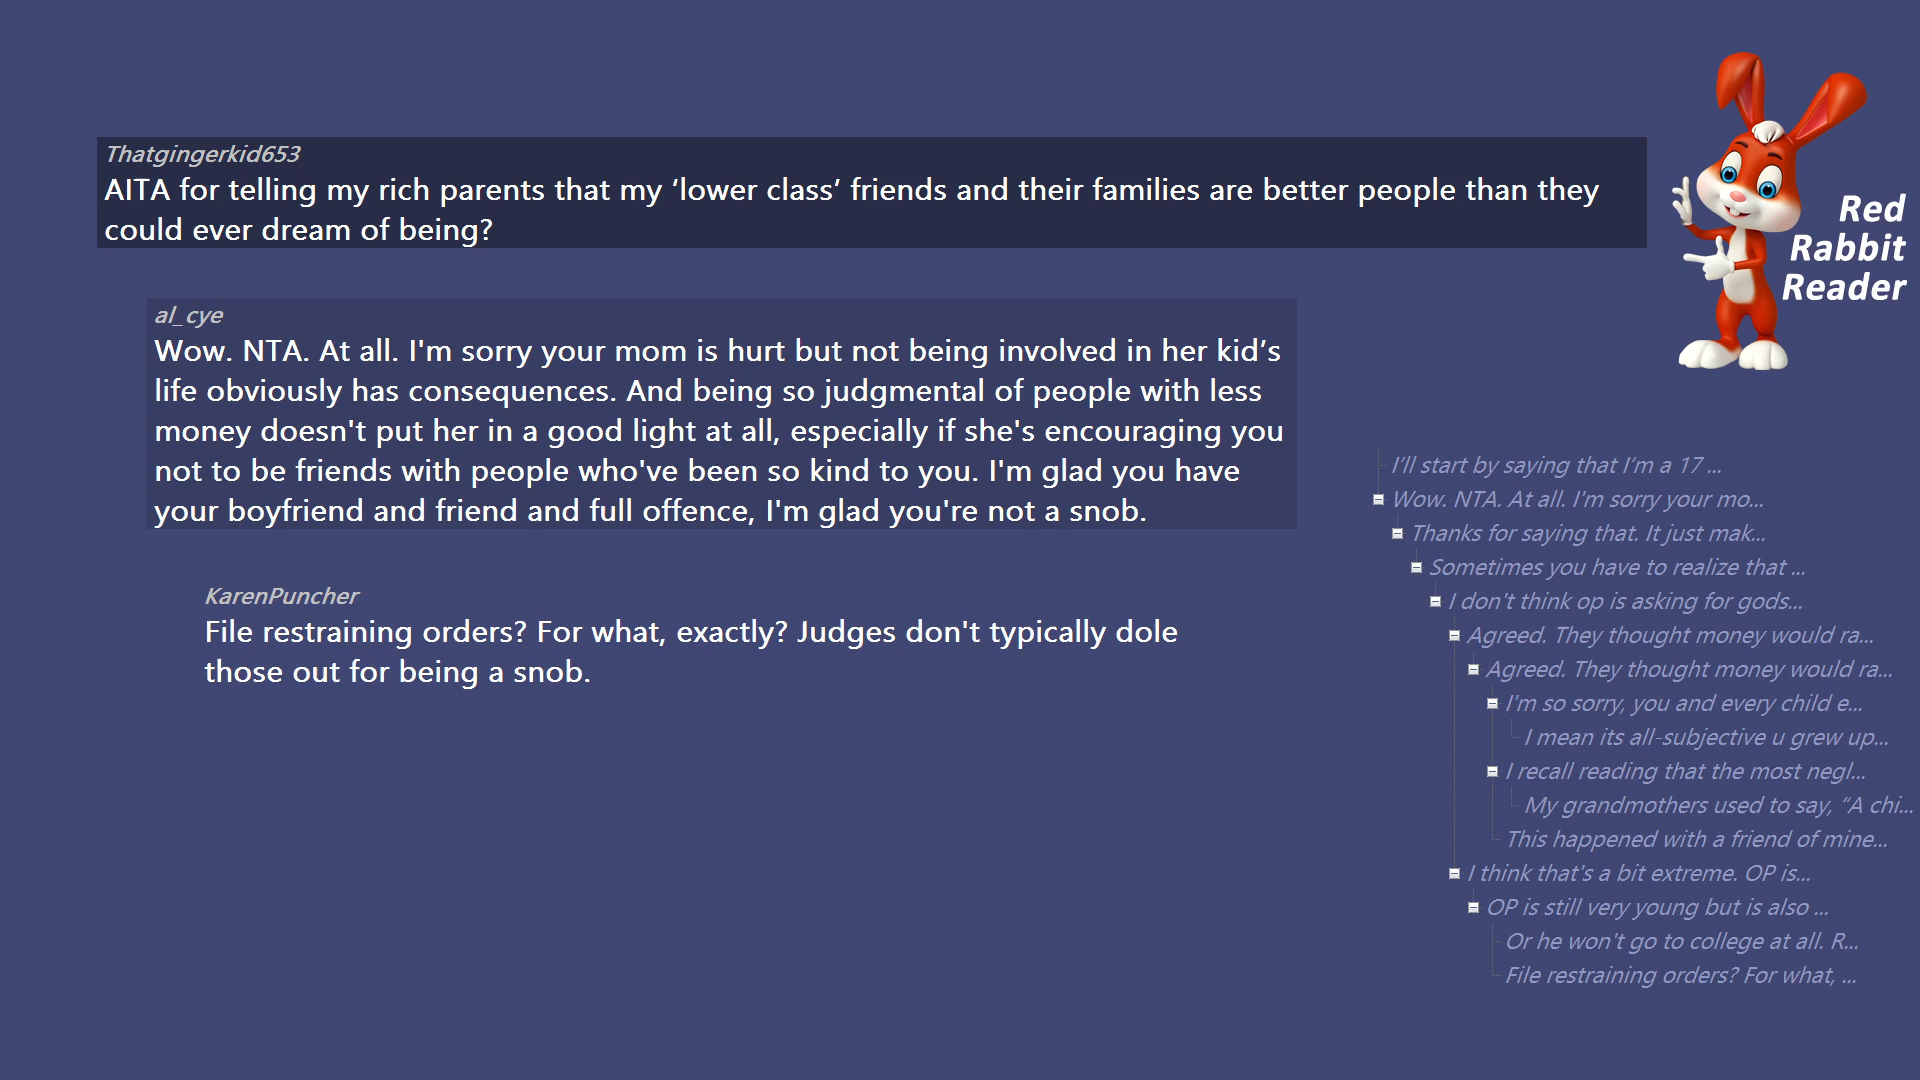 Thatgingerkid653
AITA for telling my rich parents that my ‘lower class’ friends and their families are better people than they
could ever dream of being?
Red
Rabbit
Reader
al_cye
Wow. NTA. At all. I'm sorry your mom is hurt but not being involved in her kid’s
life obviously has consequences. And being so judgmental of people with less
money doesn't put her in a good light at all, especially if she's encouraging you
not to be friends with people who've been so kind to you. I'm glad you have
your boyfriend and friend and full offence, I'm glad you're not a snob.
KarenPuncher
File restraining orders? For what, exactly? Judges don't typically dole
those out for being a snob.
I’ll start by saying that I’m a 17 ...
Wow. NTA. At all. I'm sorry your mo...
Thanks for saying that. It just mak...
Sometimes you have to realize that ...
I don't think op is asking for gods...
Agreed. They thought money would ra...
Agreed. They thought money would ra...
I'm so sorry, you and every child e...
I mean its all-subjective u grew up...
I recall reading that the most negl...
My grandmothers used to say, “A chi...
This happened with a friend of mine...
I think that's a bit extreme. OP is...
OP is still very young but is also ...
Or he won't go to college at all. R...
File restraining orders? For what, ...